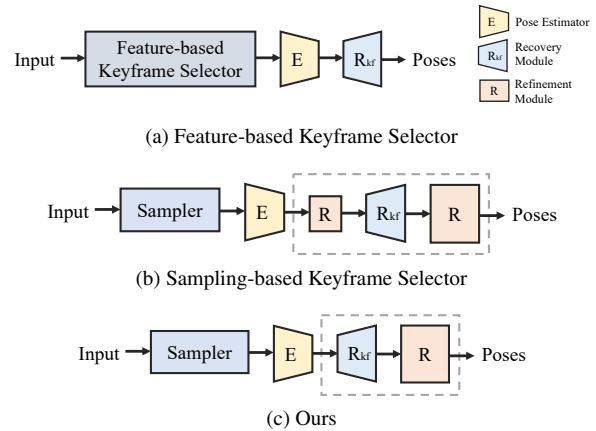 Input
Feature-based
Keyframe Selector
E
Rkf
Poses
E
Pose Estimator
Rkf
Recovery
Module
R
Refinement
Module
(a) Feature-based Keyframe Selector
Input
Sampler
E
R
Rkf
R
Poses
(b) Sampling-based Keyframe Selector
Input
Sampler
E
Rkf
R
Poses
(c) Ours